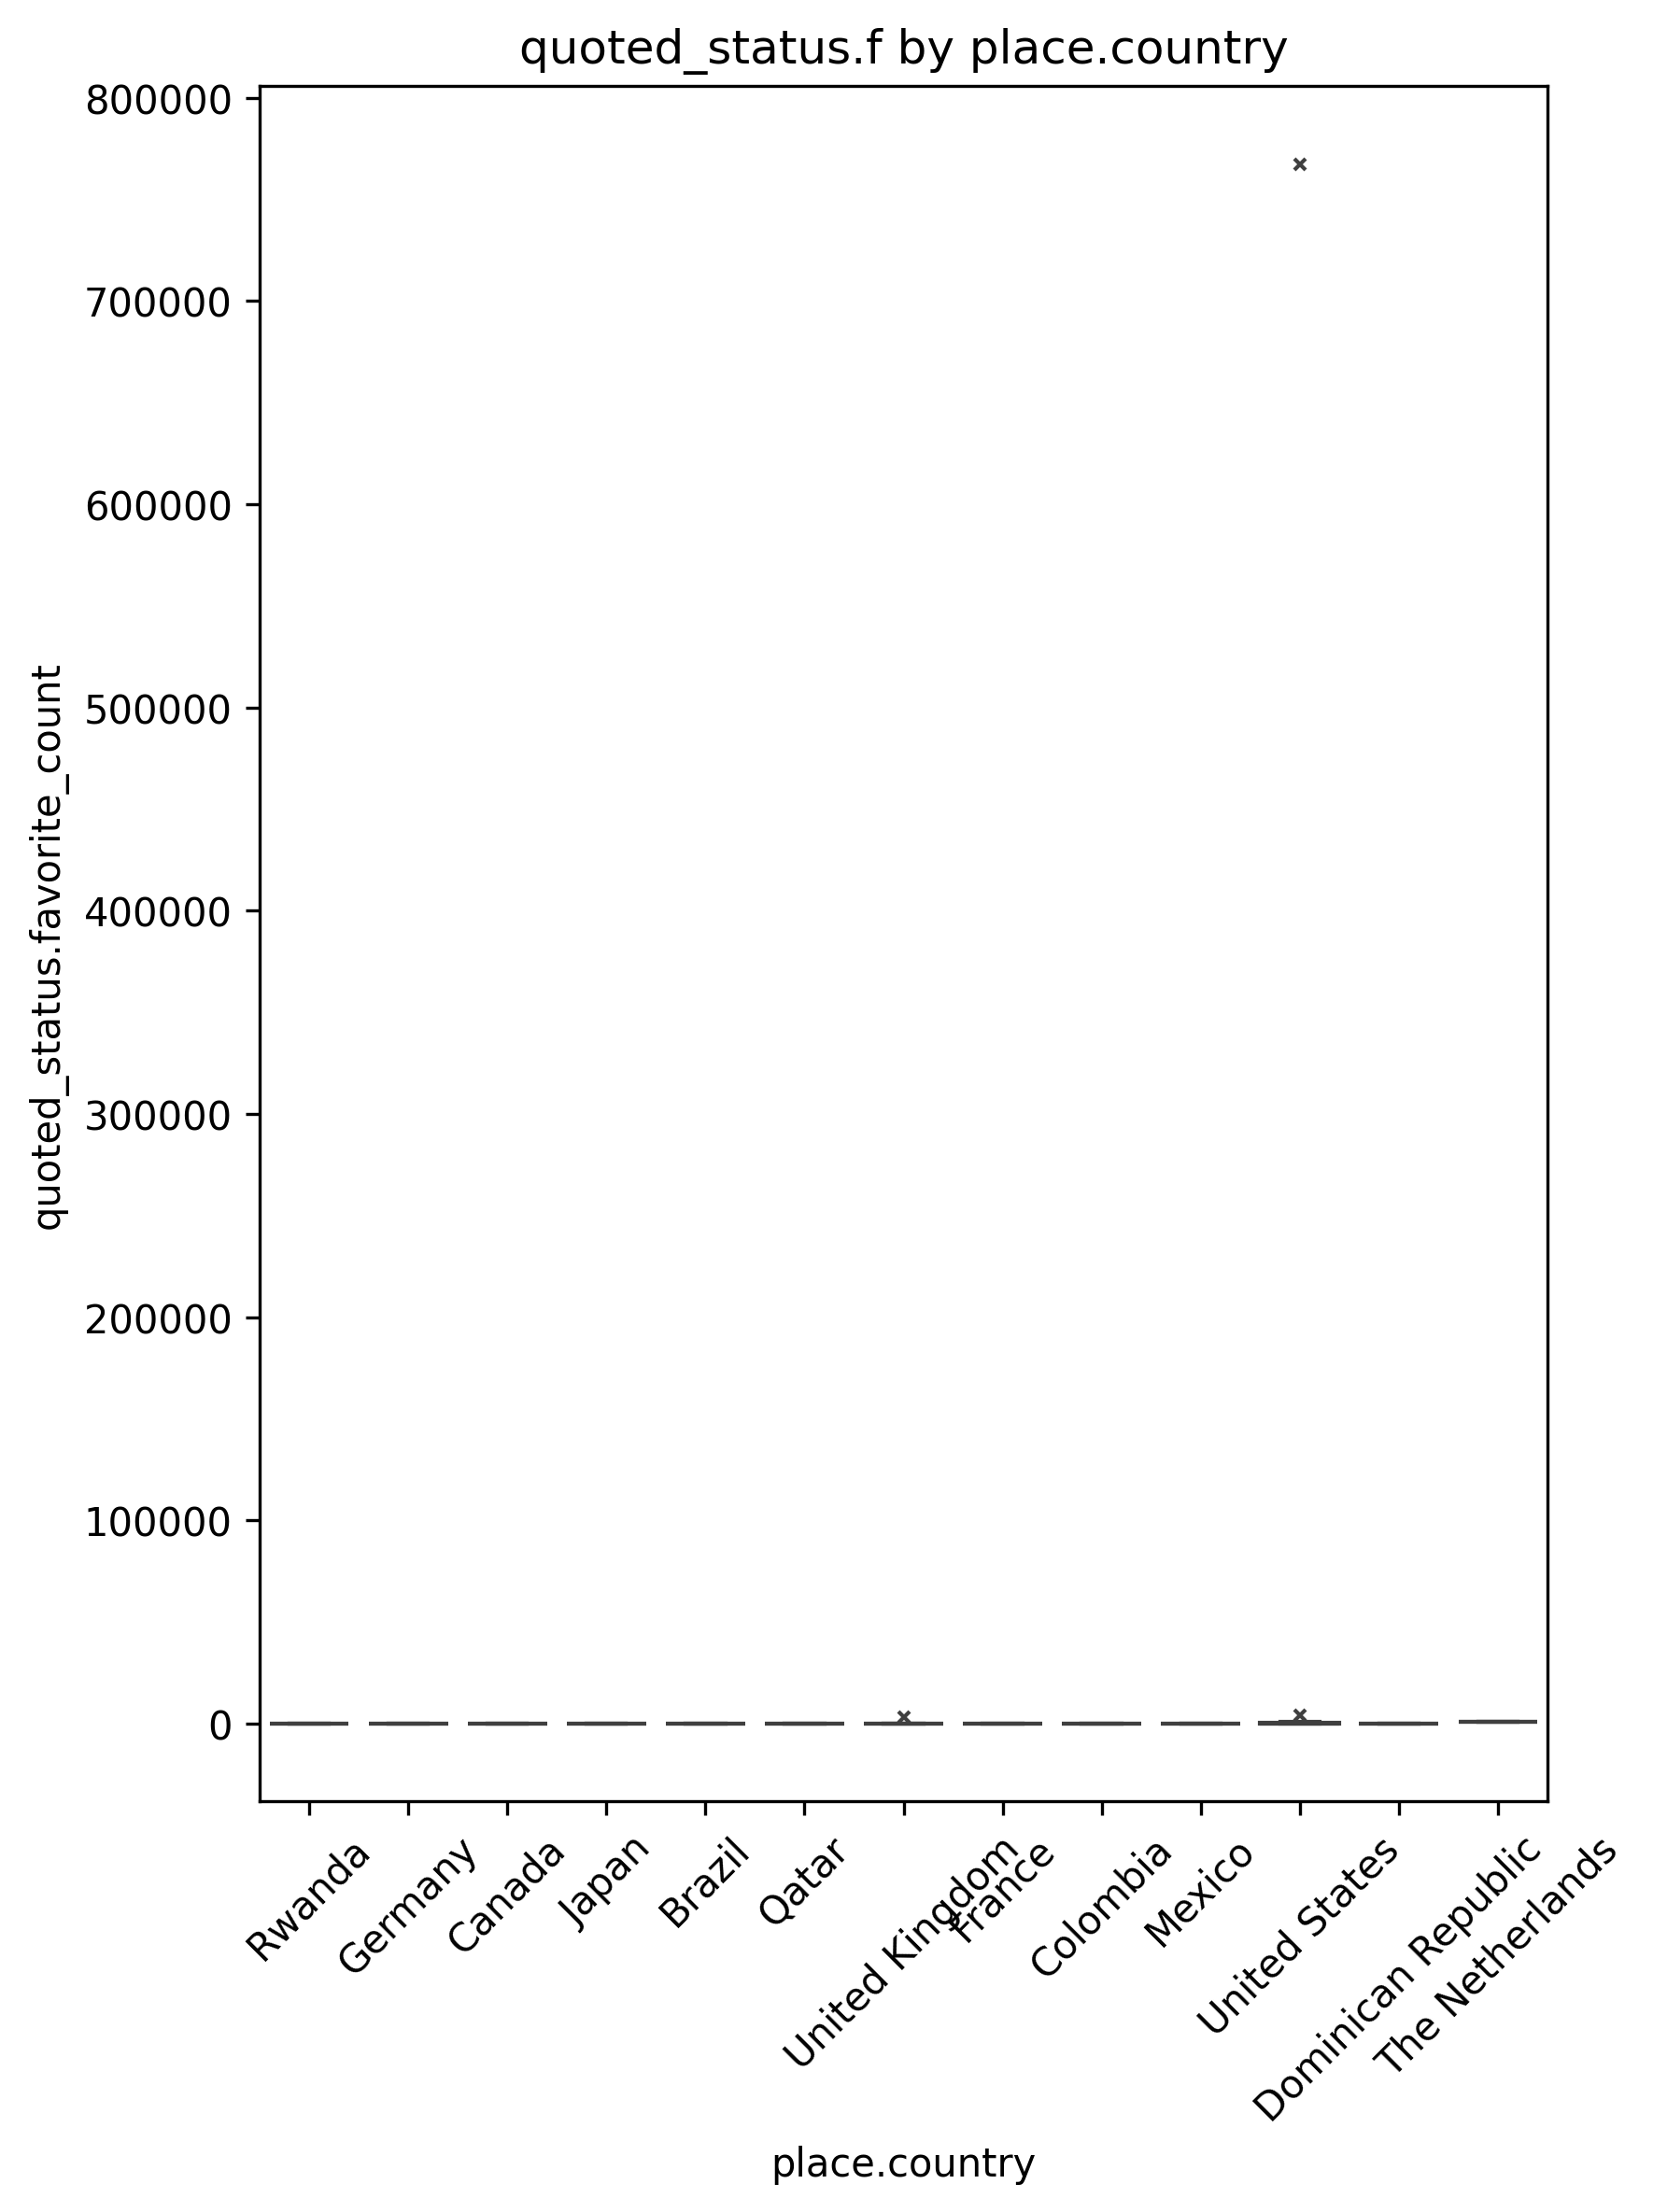 quoted_status.f by place.country
800000
700000
600000
500000
400000
300000
200000
100000
0
quoted_status.favorite_count
Rwanda
Germany
Canada
Japan
Brazil
Qatar
United Kingdom
France
Colombia
Mexico
United States
Dominican Republic
The Netherlands
place.country